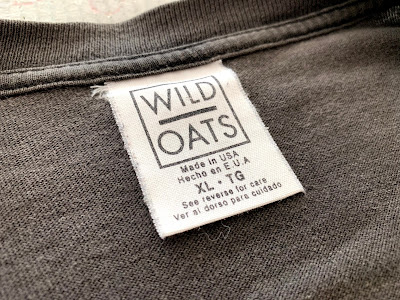 WILD
OATS
Made in USA
Hecho en E.U.A
XL • TG
See reverse for care
Ver al dorso para cuidado